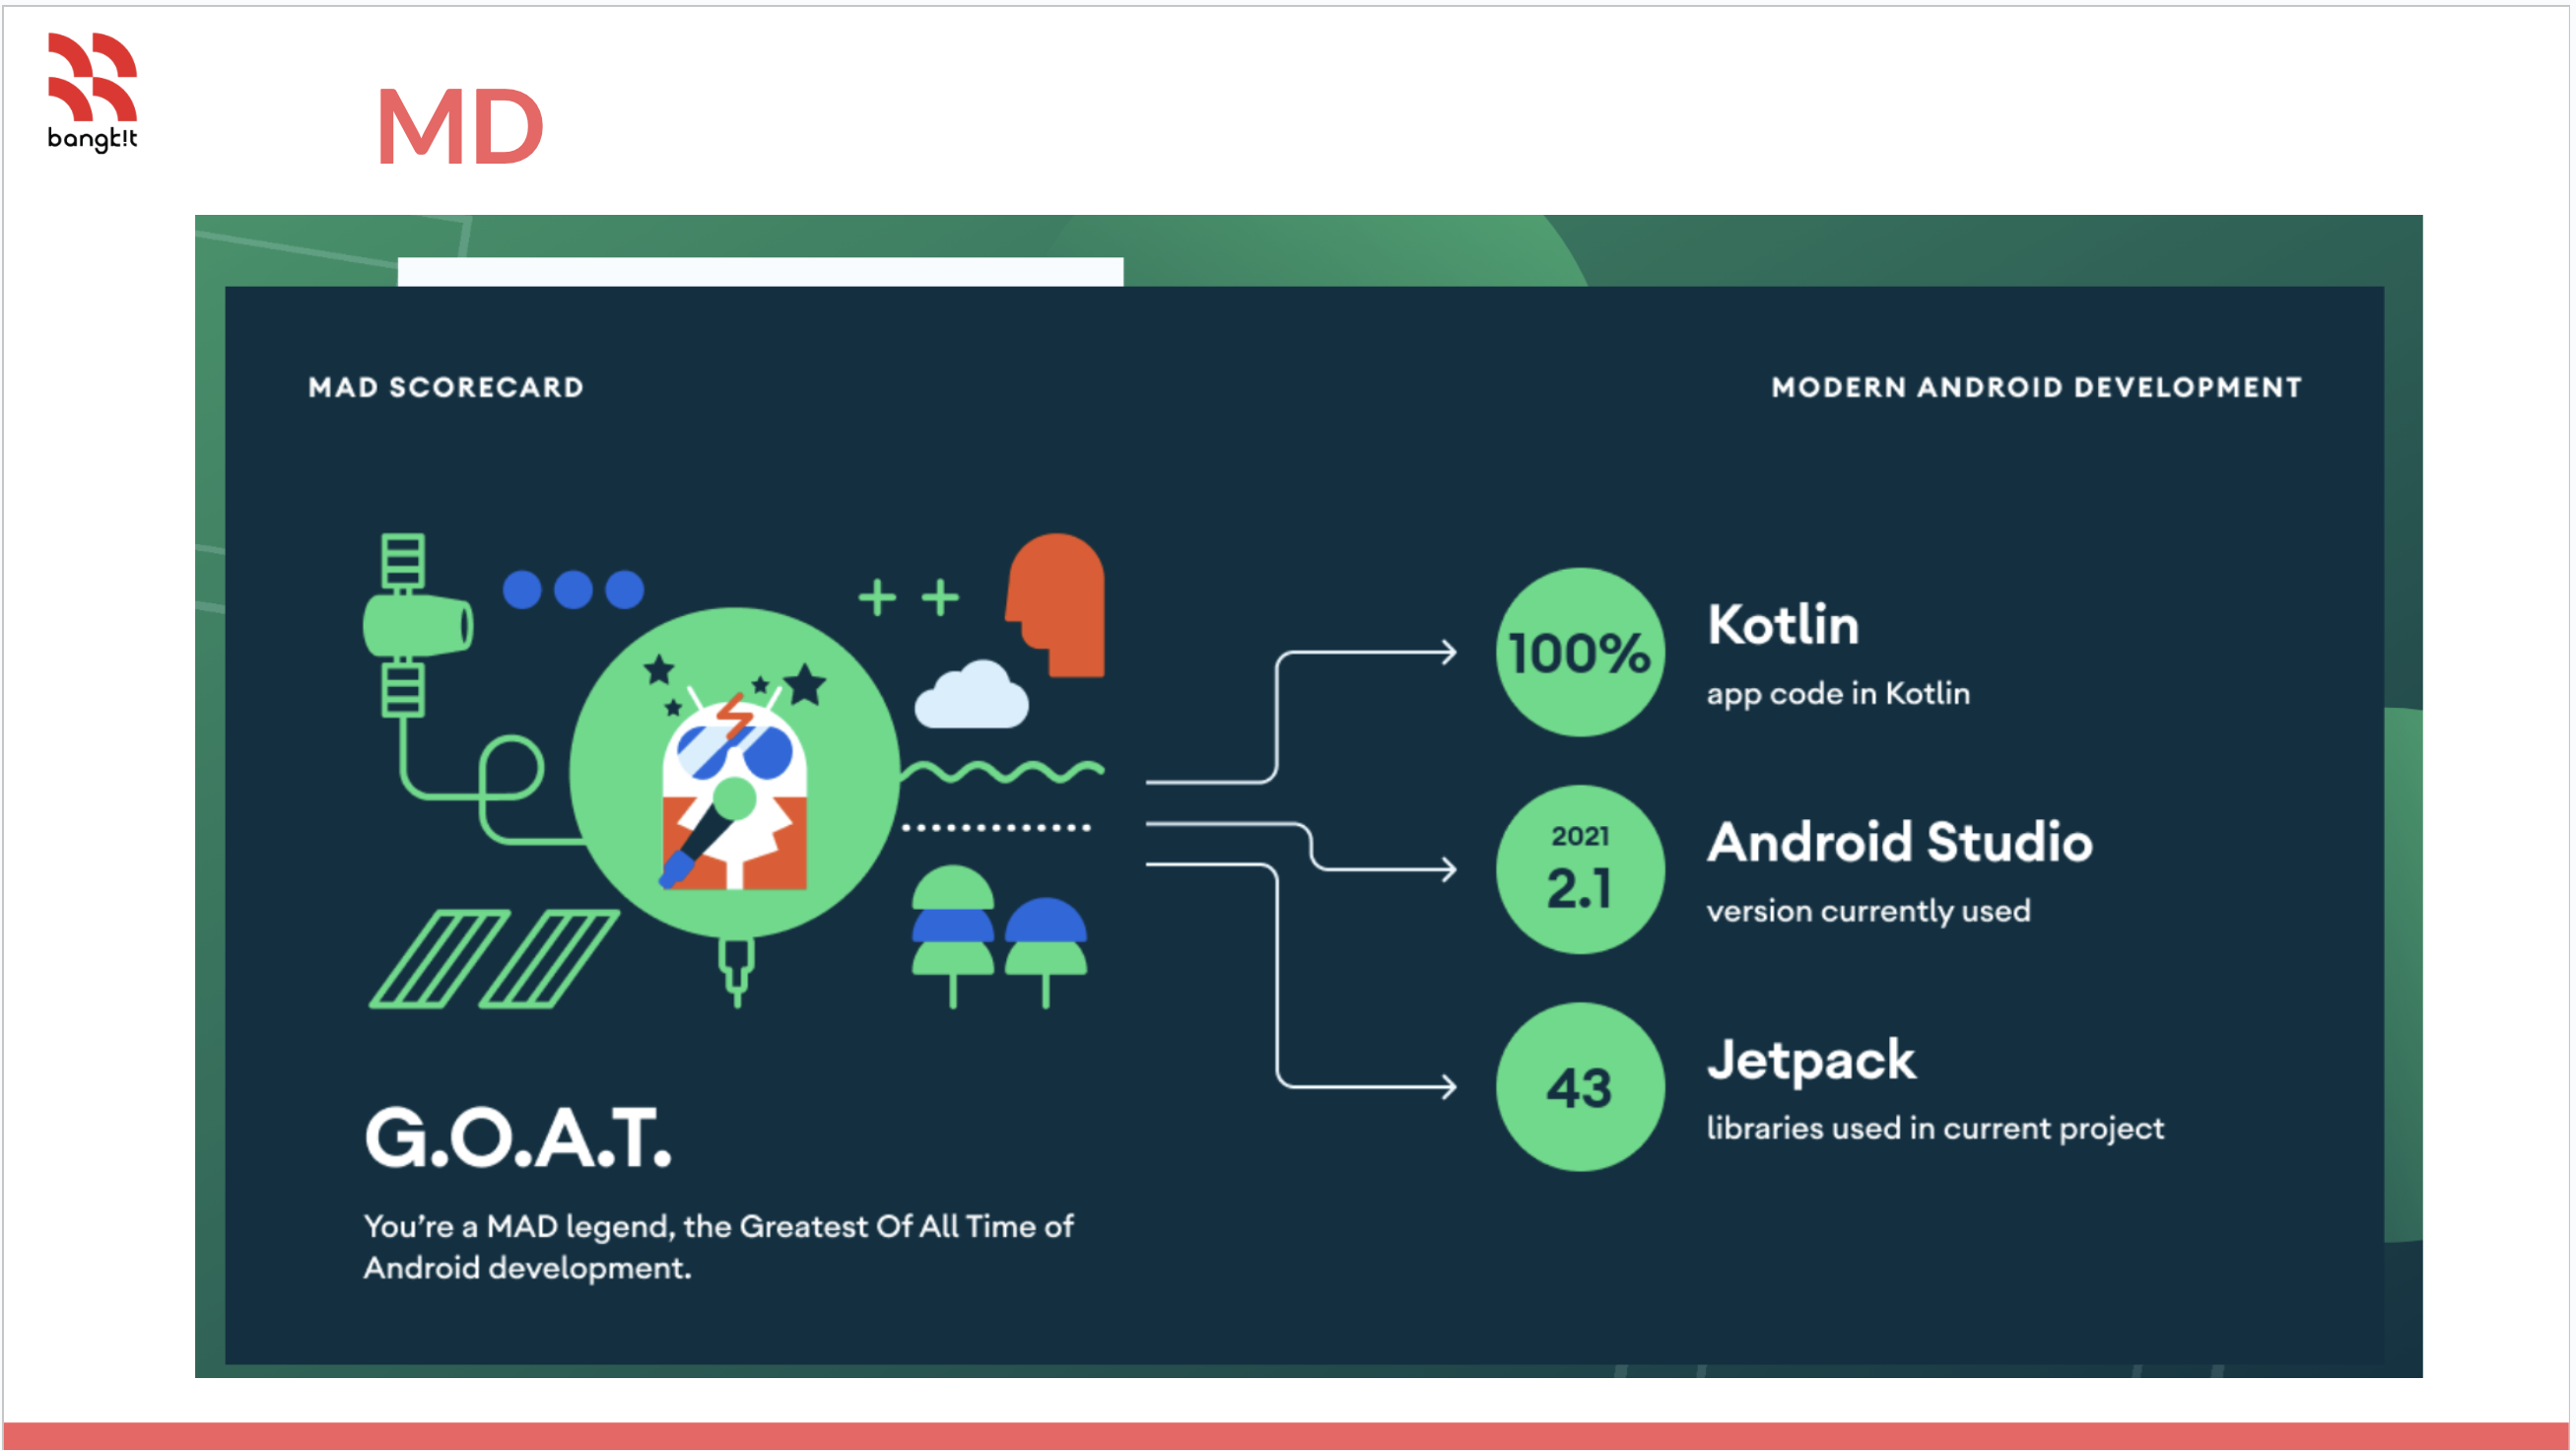 bangk!t
MD
MAD SCORECARD
MODERN ANDROID DEVELOPMENT
100%
Kotlin
app code in Kotlin
2021
2.1
Android Studio
version currently used
43
Jetpack
libraries used in current project
G.O.A.T.
You're a MAD legend, the Greatest Of All Time of
Android development.